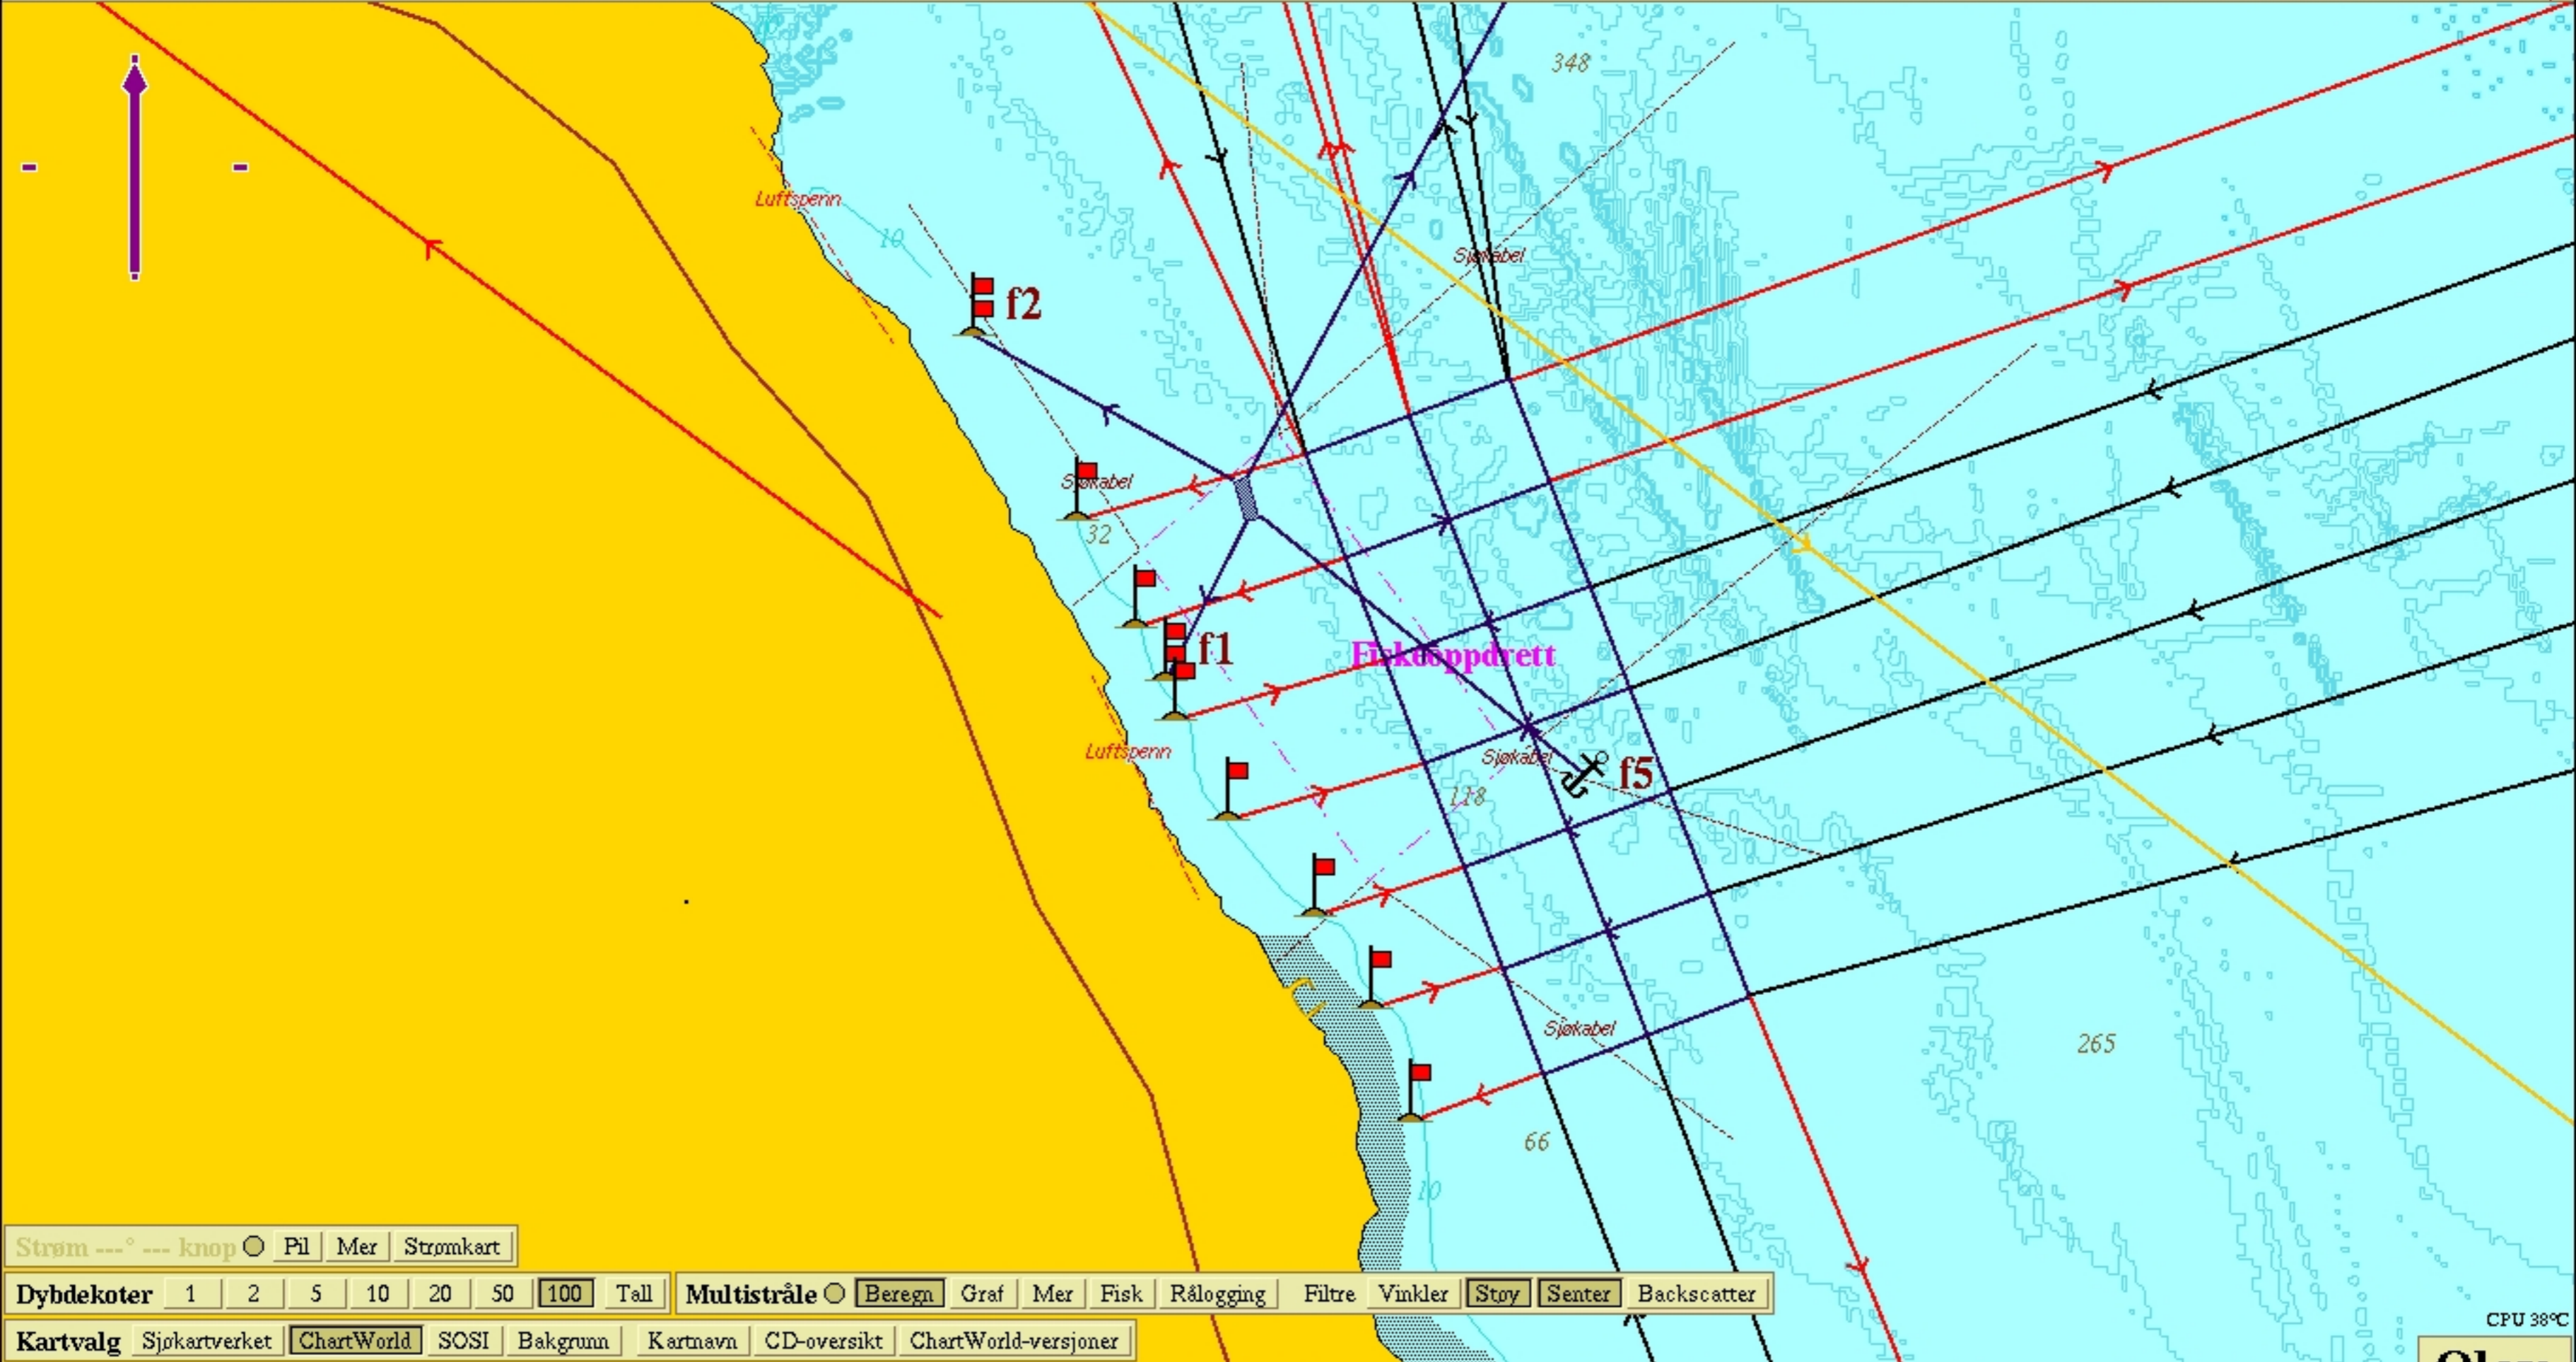 348
Luftspenn
10
Sjøkabel
f2
Sjøkabel
32
f1
Fiskeoppdrett
Luftspenn
Sjøkabel
f5
118
Sjøkabel
265
66
10
Strøm ---° --- knop Pil Mer Strømkart
Dybdekoter 1 2 5 10 20 50 100 Tall
Multistråle Beregn Graf Mer Fisk Rålogging Filtre Vinkler Støy Senter Backscatter
CPU 38°C
Kartvalg Sjøkartverket ChartWorld SOSI Bakgrunn Kartnavn CD-oversikt ChartWorld-versjoner